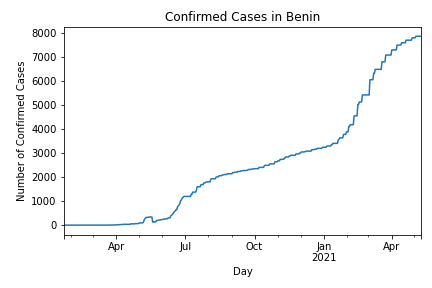 Confirmed Cases in Benin
Number of Confirmed Cases
8000
7000
6000
5000
4000
3000
2000
1000
0
Apr Jul Oct Jan Apr
2021
Day